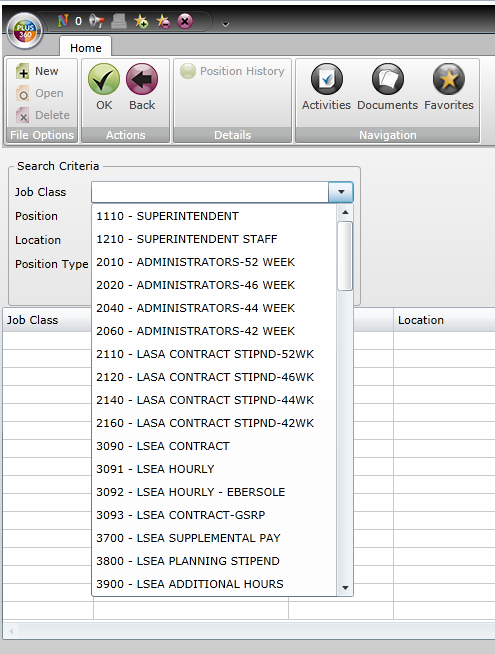 PLUS 360
N 0
Home
New
Open
Delete
File Options
OK
Back
Actions
Position History
Details
Activities
Documents
Favorites
Navigation
Search Criteria
Job Class
Position
Location
Position Type
1110 - SUPERINTENDENT
1210 - SUPERINTENDENT STAFF
2010 - ADMINISTRATORS-52 WEEK
2020 - ADMINISTRATORS-46 WEEK
2040 - ADMINISTRATORS-44 WEEK
2060 - ADMINISTRATORS-42 WEEK
2110 - LASA CONTRACT STIPND-52WK
2120 - LASA CONTRACT STIPND-46WK
2140 - LASA CONTRACT STIPND-44WK
2160 - LASA CONTRACT STIPND-42WK
3090 - LSEA CONTRACT
3091 - LSEA HOURLY
3092 - LSEA HOURLY - EBERSOLE
3093 - LSEA CONTRACT-GSRP
3700 - LSEA SUPPLEMENTAL PAY
3800 - LSEA PLANNING STIPEND
3900 - LSEA ADDITIONAL HOURS
Job Class
Location